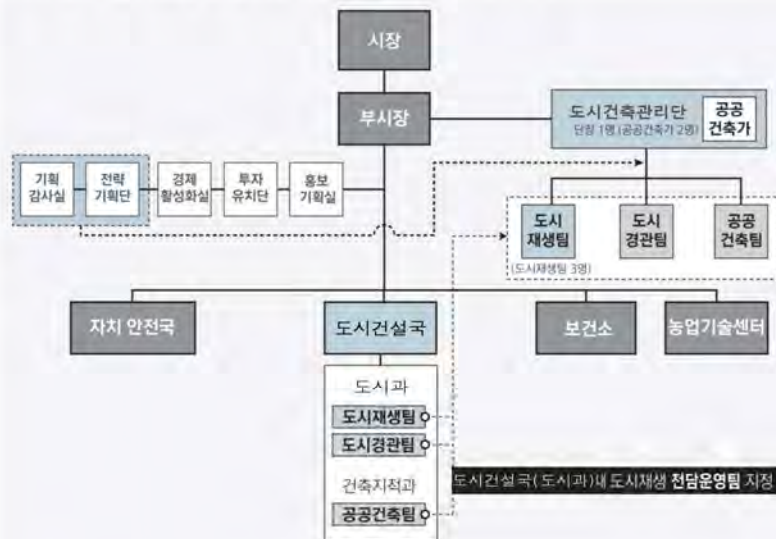 시장
부시장
도시건축관리단
단장 1명 (공공건축가 2명)
공공
건축가
기획
감사실
전략
기획단
경제
활성화실
투자
유치단
홍보
기획실
도시
재생팀
도시
경관팀
공공
건축팀
(도시재생팀 3명)
자치 안전국
도시건설국
보건소
농업기술센터
도시과
도시재생팀
도시경관팀
건축지적과
공공건축팀
도시건설국(도시과)내 도시재생 전담운영팀 지정